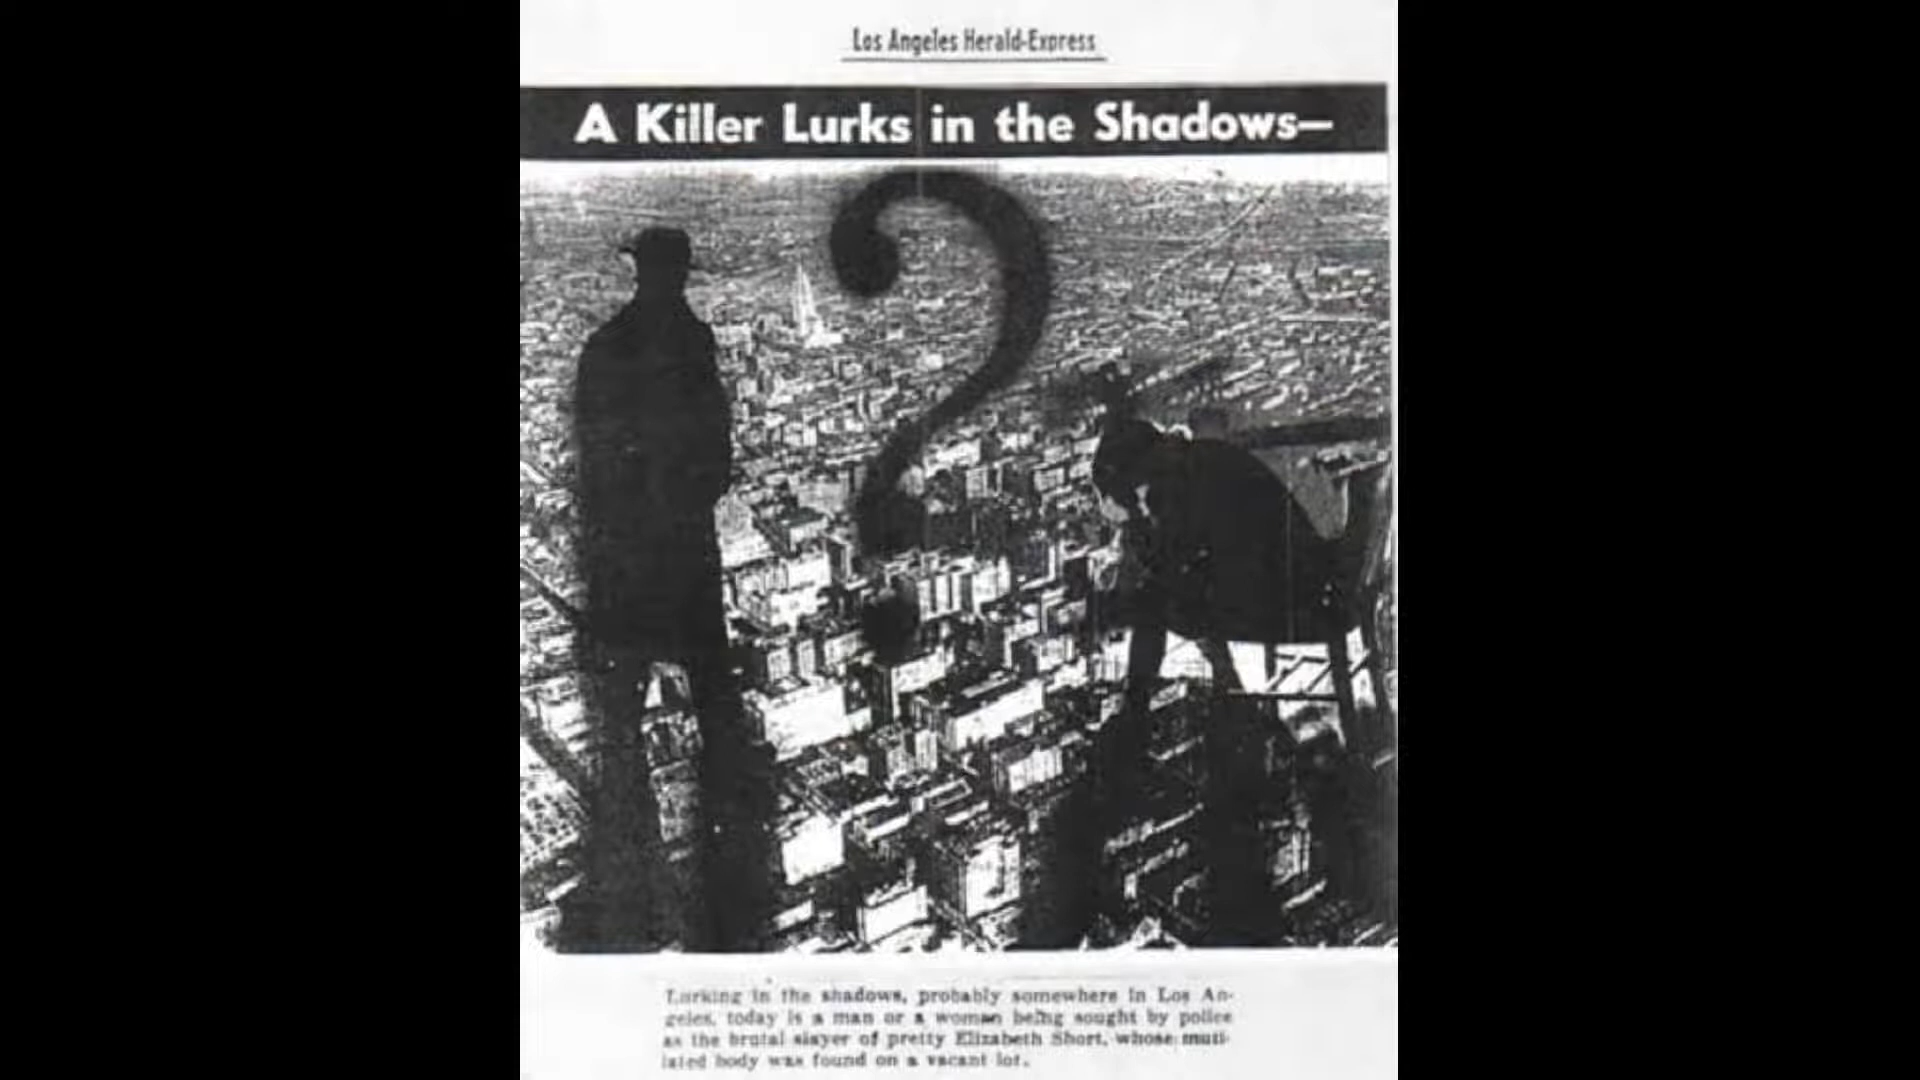 Los Angeles Herald-Express
A Killer Lurks in the Shadows—
Lurking in the shadows, probably somewhere in Los An-
geles, today is a man or a woman being sought by police
as the brutal slayer of pretty Elizabeth Short, whose muti-
lated body was found on a vacant lot.